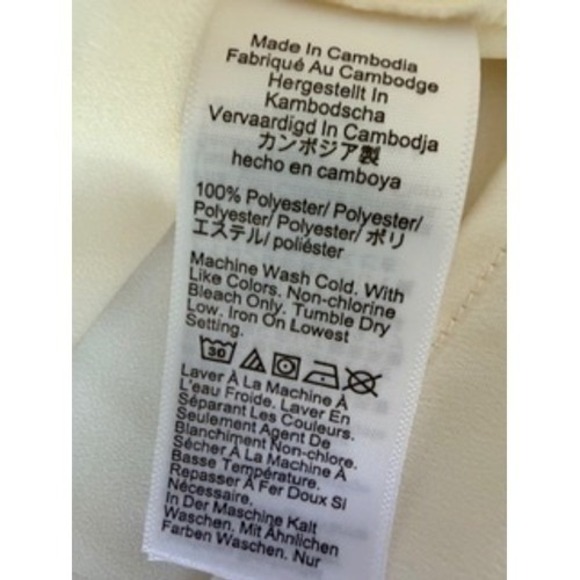 Made In Cambodia
Fabriqué Au Cambodge
Hergestellt In
Kambodscha
Vervaardigd In Cambodja
カンボジア製
hecho en camboya
100% Polyester/ Polyester/
Polyester/ Polyester/ ポリ
エステル/ poliéster
Machine Wash Cold. With
Like Colors. Non-chlorine
Bleach Only. Tumble Dry
Low. Iron On Lowest
Setting.
30
Laver À La Machine À
L'eau Froide. Laver En
Séparant Les Couleurs.
Seulement Agent De
Blanchiment Non-chlore.
Sécher À La Machine À
Basse Température.
Repasser À Fer Doux Si
Nécessaire.
In Der Maschine Kalt
Waschen. Mit Ähnlichen
Farben Waschen. Nur